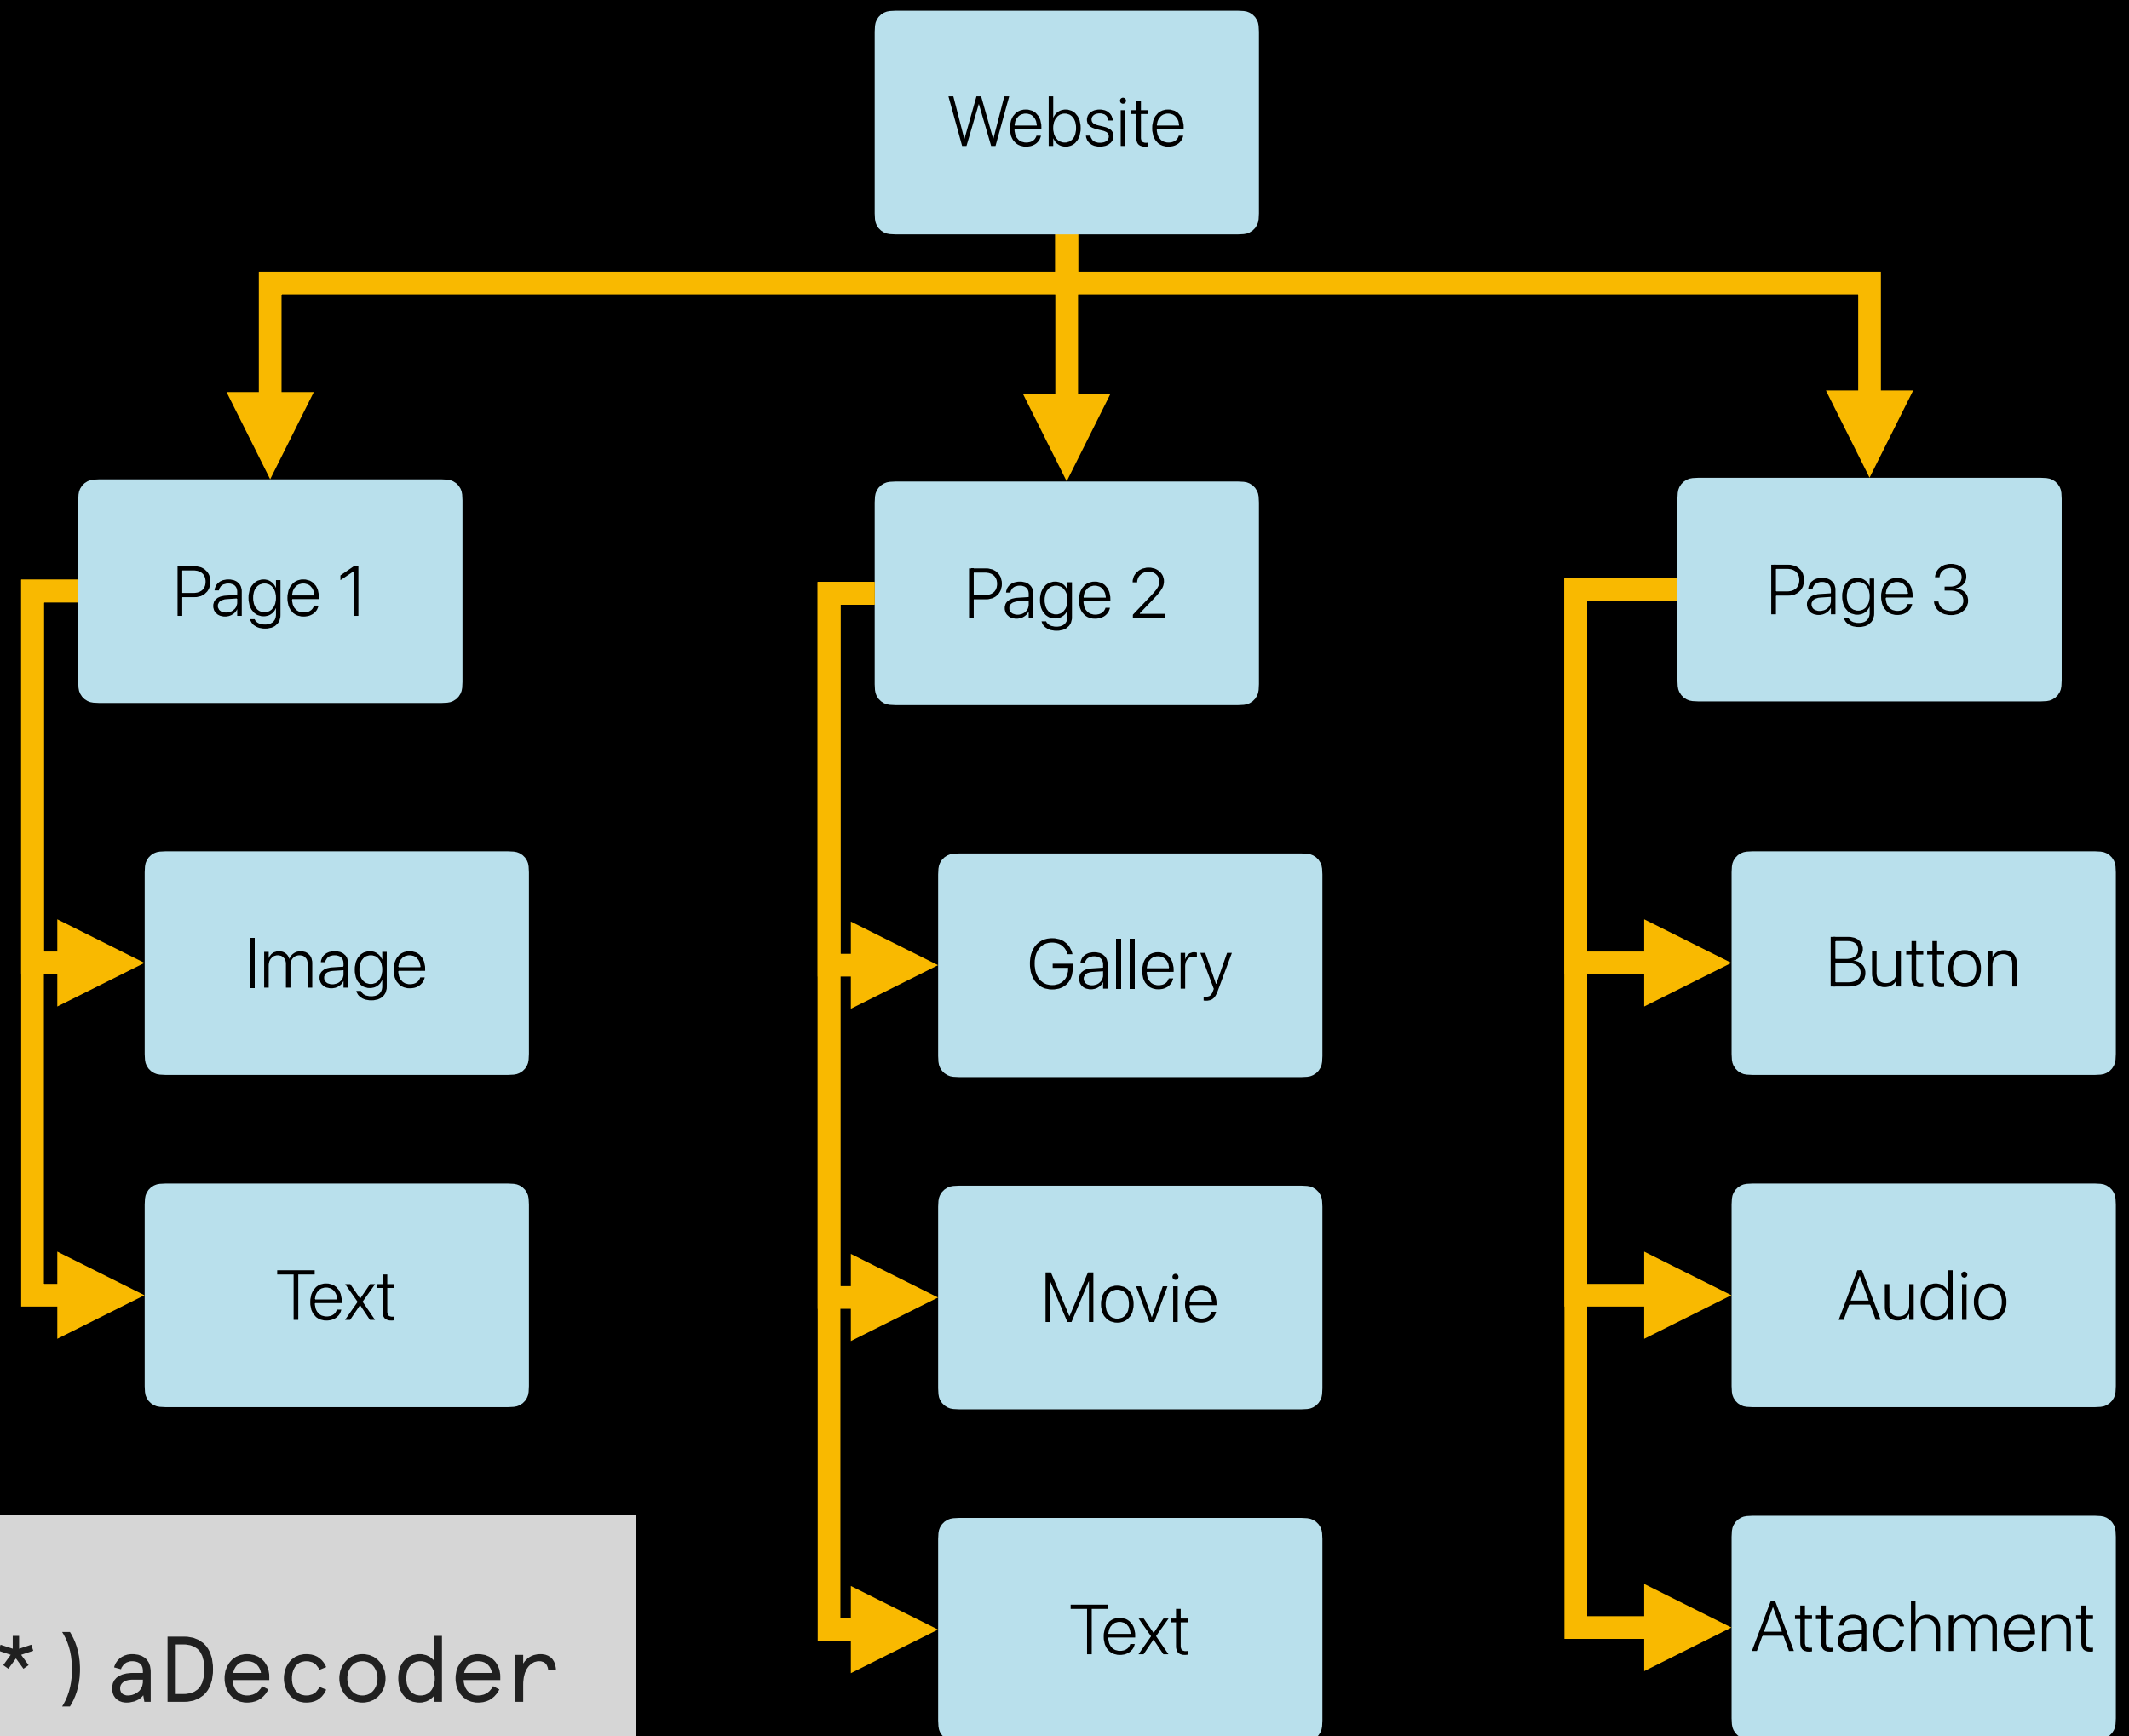 Website
Page 1
Page 2
Page 3
Image
Gallery
Button
Text
Movie
Audio
Text
Attachment
*)aDecoder